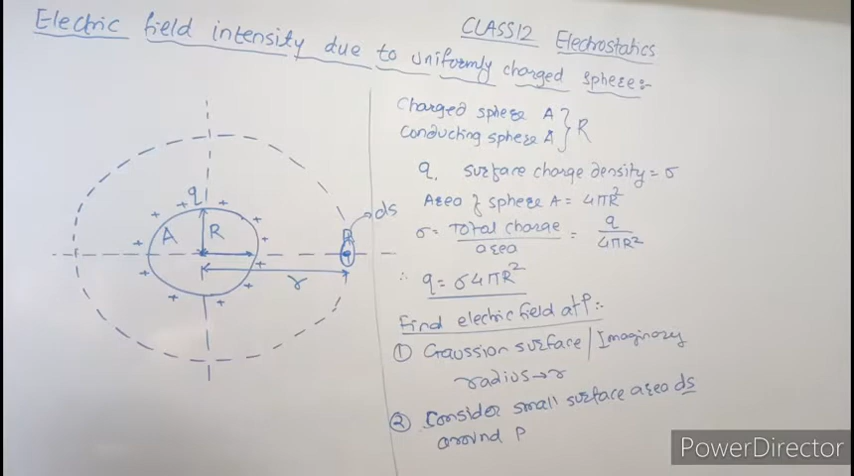 CLASS12 Electrostatics
Electric field intensity due to uniformly charged sphere:-
Charged sphere A
Conducting sphere A } R
q. surface charge density = σ
Area of sphere A = 4πR²
σ = Total charge / area = q / 4πR²
∴ q = σ4πR²
Find electric field at P:-
① Gaussion surface / Imaginary
radius → r
② Consider small surface area ds
around P
q
A
R
P
ds
r
+ + + + + + + + + + + +
PowerDirector